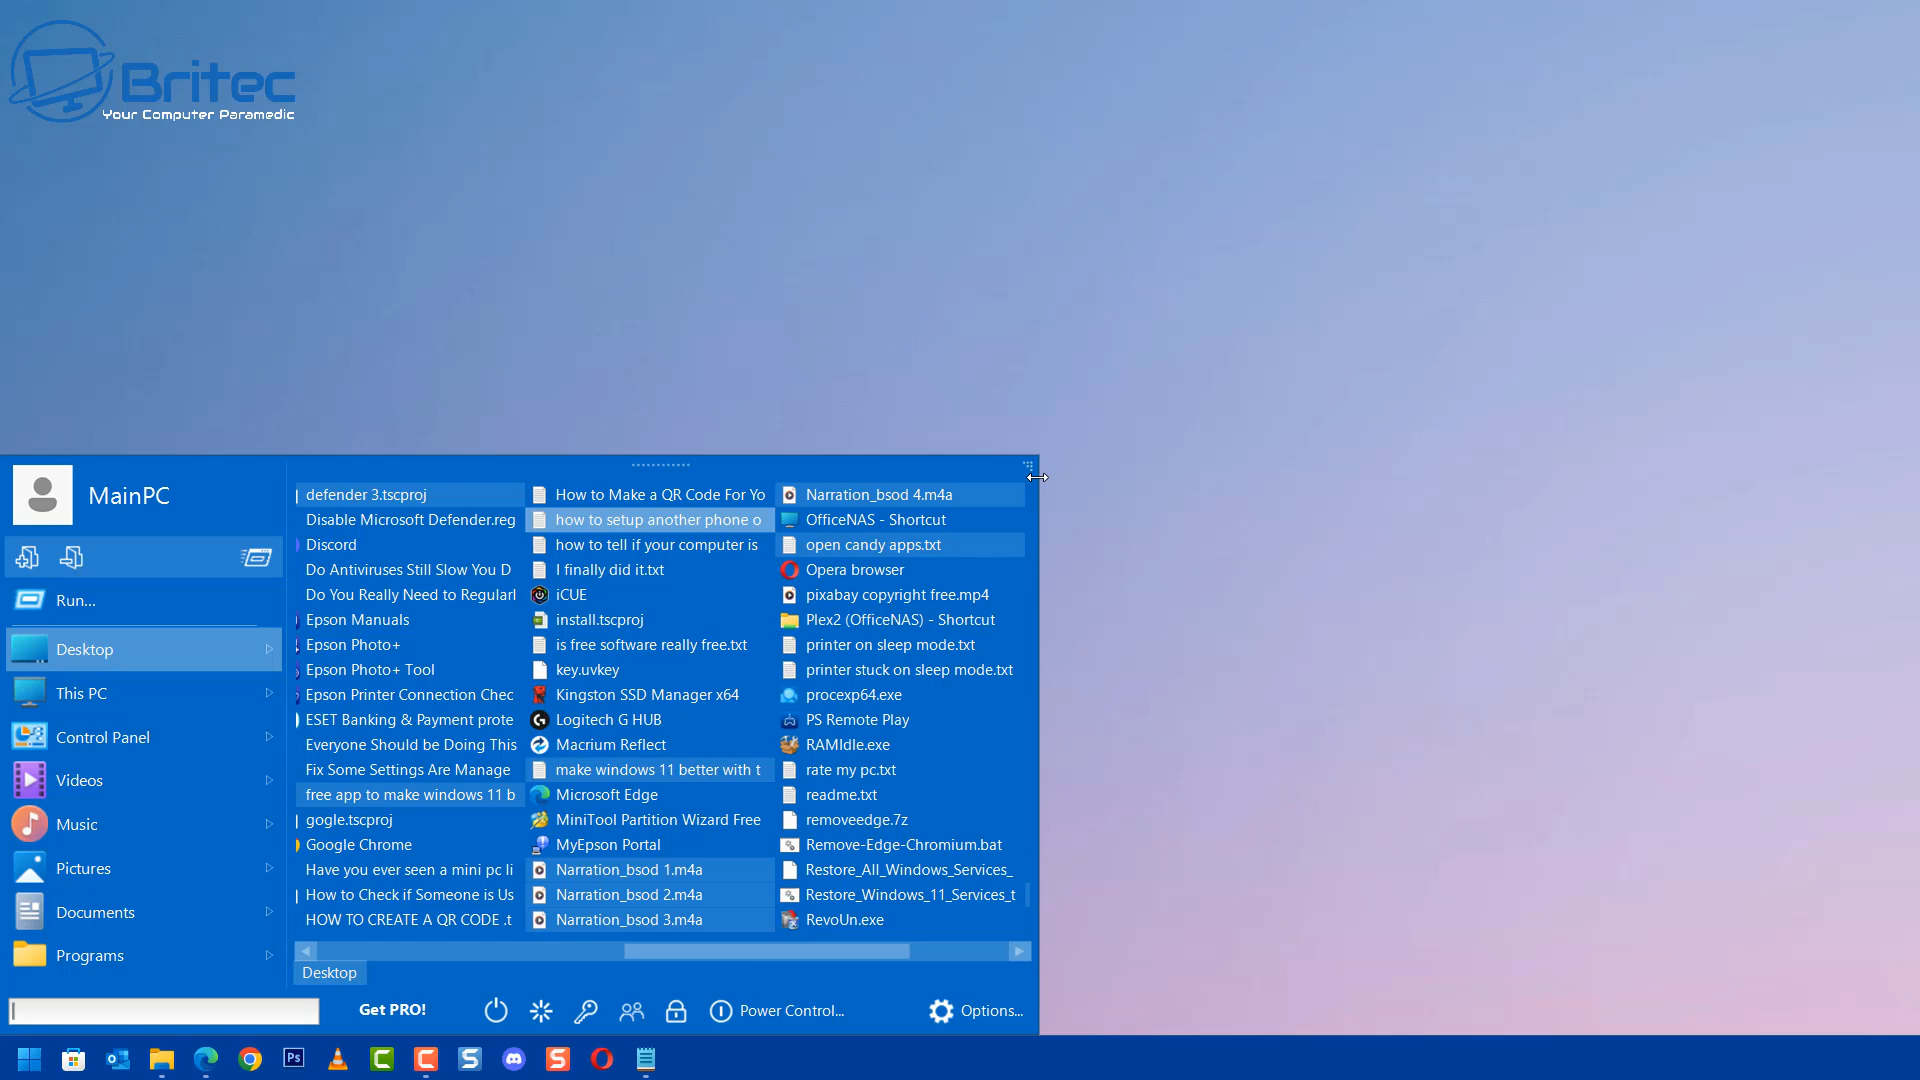 Britec
Your Computer Paramedic
MainPC
Run...
Desktop
This PC
Control Panel
Videos
Music
Pictures
Documents
Programs
defender 3.tscproj
Disable Microsoft Defender.reg
Discord
Do Antiviruses Still Slow You D
Do You Really Need to Regularl
Epson Manuals
Epson Photo+
Epson Photo+ Tool
Epson Printer Connection Chec
ESET Banking & Payment prote
Everyone Should be Doing This
Fix Some Settings Are Manage
free app to make windows 11 b
gogle.tscproj
Google Chrome
Have you ever seen a mini pc li
How to Check if Someone is Us
HOW TO CREATE A QR CODE .t
How to Make a QR Code For Yo
how to setup another phone o
how to tell if your computer is
I finally did it.txt
iCUE
install.tscproj
is free software really free.txt
key.uvkey
Kingston SSD Manager x64
Logitech G HUB
Macrium Reflect
make windows 11 better with t
Microsoft Edge
MiniTool Partition Wizard Free
MyEpson Portal
Narration_bsod 1.m4a
Narration_bsod 2.m4a
Narration_bsod 3.m4a
Narration_bsod 4.m4a
OfficeNAS - Shortcut
open candy apps.txt
Opera browser
pixabay copyright free.mp4
Plex2 (OfficeNAS) - Shortcut
printer on sleep mode.txt
printer stuck on sleep mode.txt
procexp64.exe
PS Remote Play
RAMIdle.exe
rate my pc.txt
readme.txt
removeedge.7z
Remove-Edge-Chromium.bat
Restore_All_Windows_Services_
Restore_Windows_11_Services_t
RevoUn.exe
Desktop
Get PRO!
Power Control...
Options...
Ps